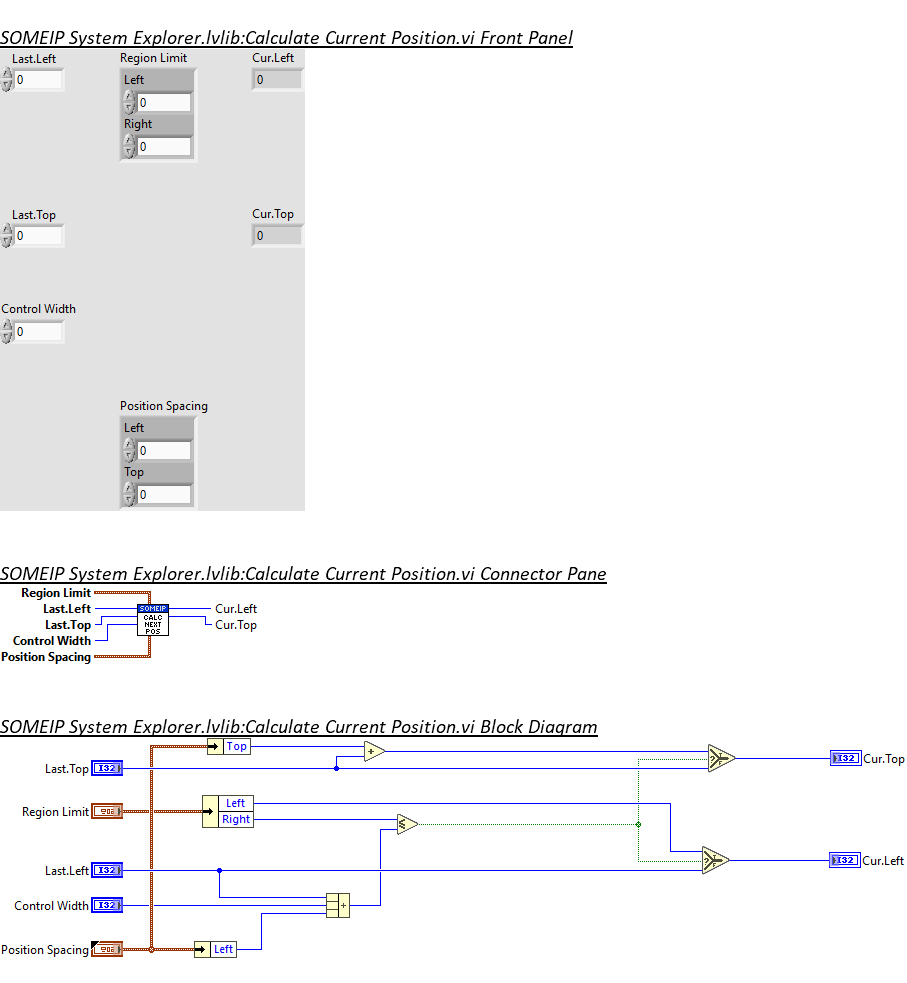 SOMEIP System Explorer.lvlib:Calculate Current Position.vi Front Panel
Last.Left
Region Limit
Cur.Left
0
Left
0
0
Right
0
Last.Top
Cur.Top
0
0
Control Width
0
Position Spacing
Left
0
Top
0
SOMEIP System Explorer.lvlib:Calculate Current Position.vi Connector Pane
Region Limit
Last.Left
Last.Top
Control Width
Position Spacing
SOMEIP
CALC
NEXT
POS
Cur.Left
Cur.Top
SOMEIP System Explorer.lvlib:Calculate Current Position.vi Block Diagram
Top
+
Last.Top
I32
?
T
F
I32
Cur.Top
Region Limit
Left
Right
≤
Last.Left
I32
?
T
F
I32
Cur.Left
Control Width
I32
+
Position Spacing
Left